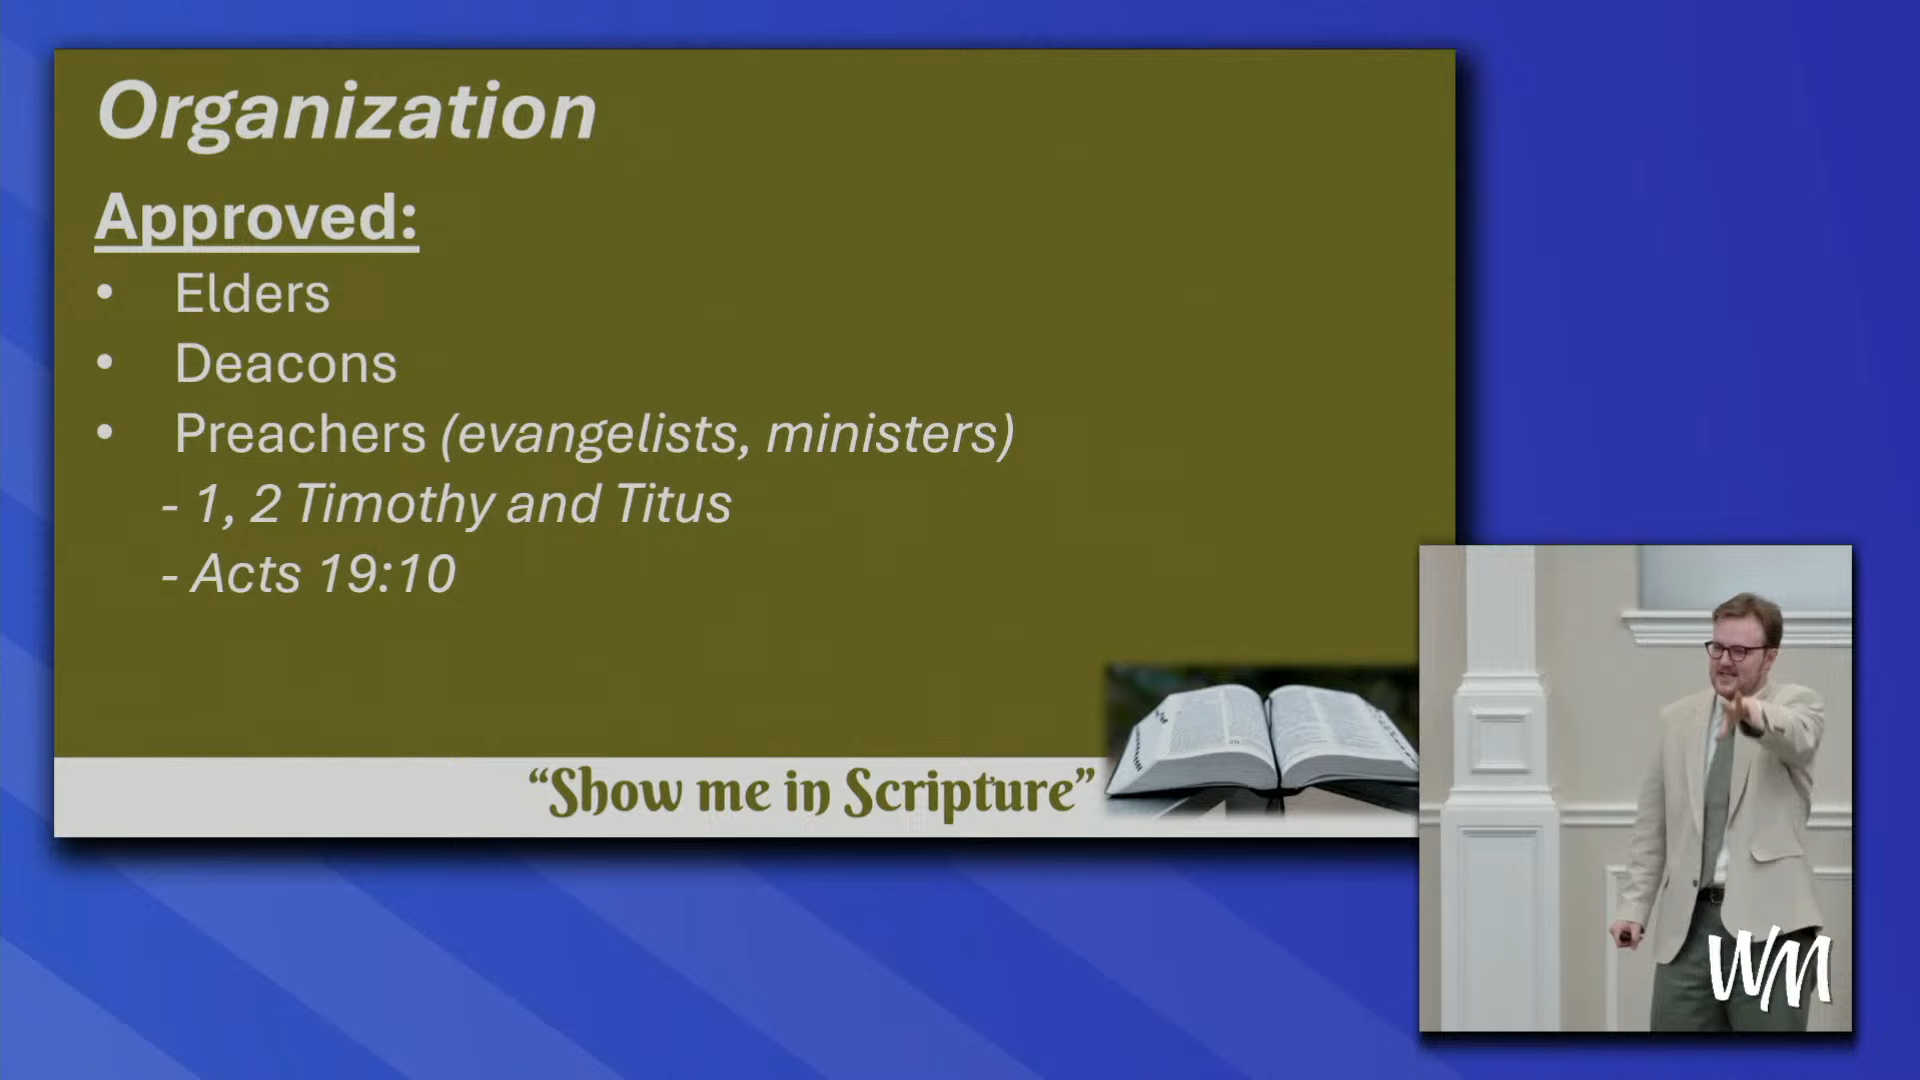 Organization
Approved:
• Elders
• Deacons
• Preachers (evangelists, ministers)
- 1, 2 Timothy and Titus
- Acts 19:10
“Show me in Scripture”
WM